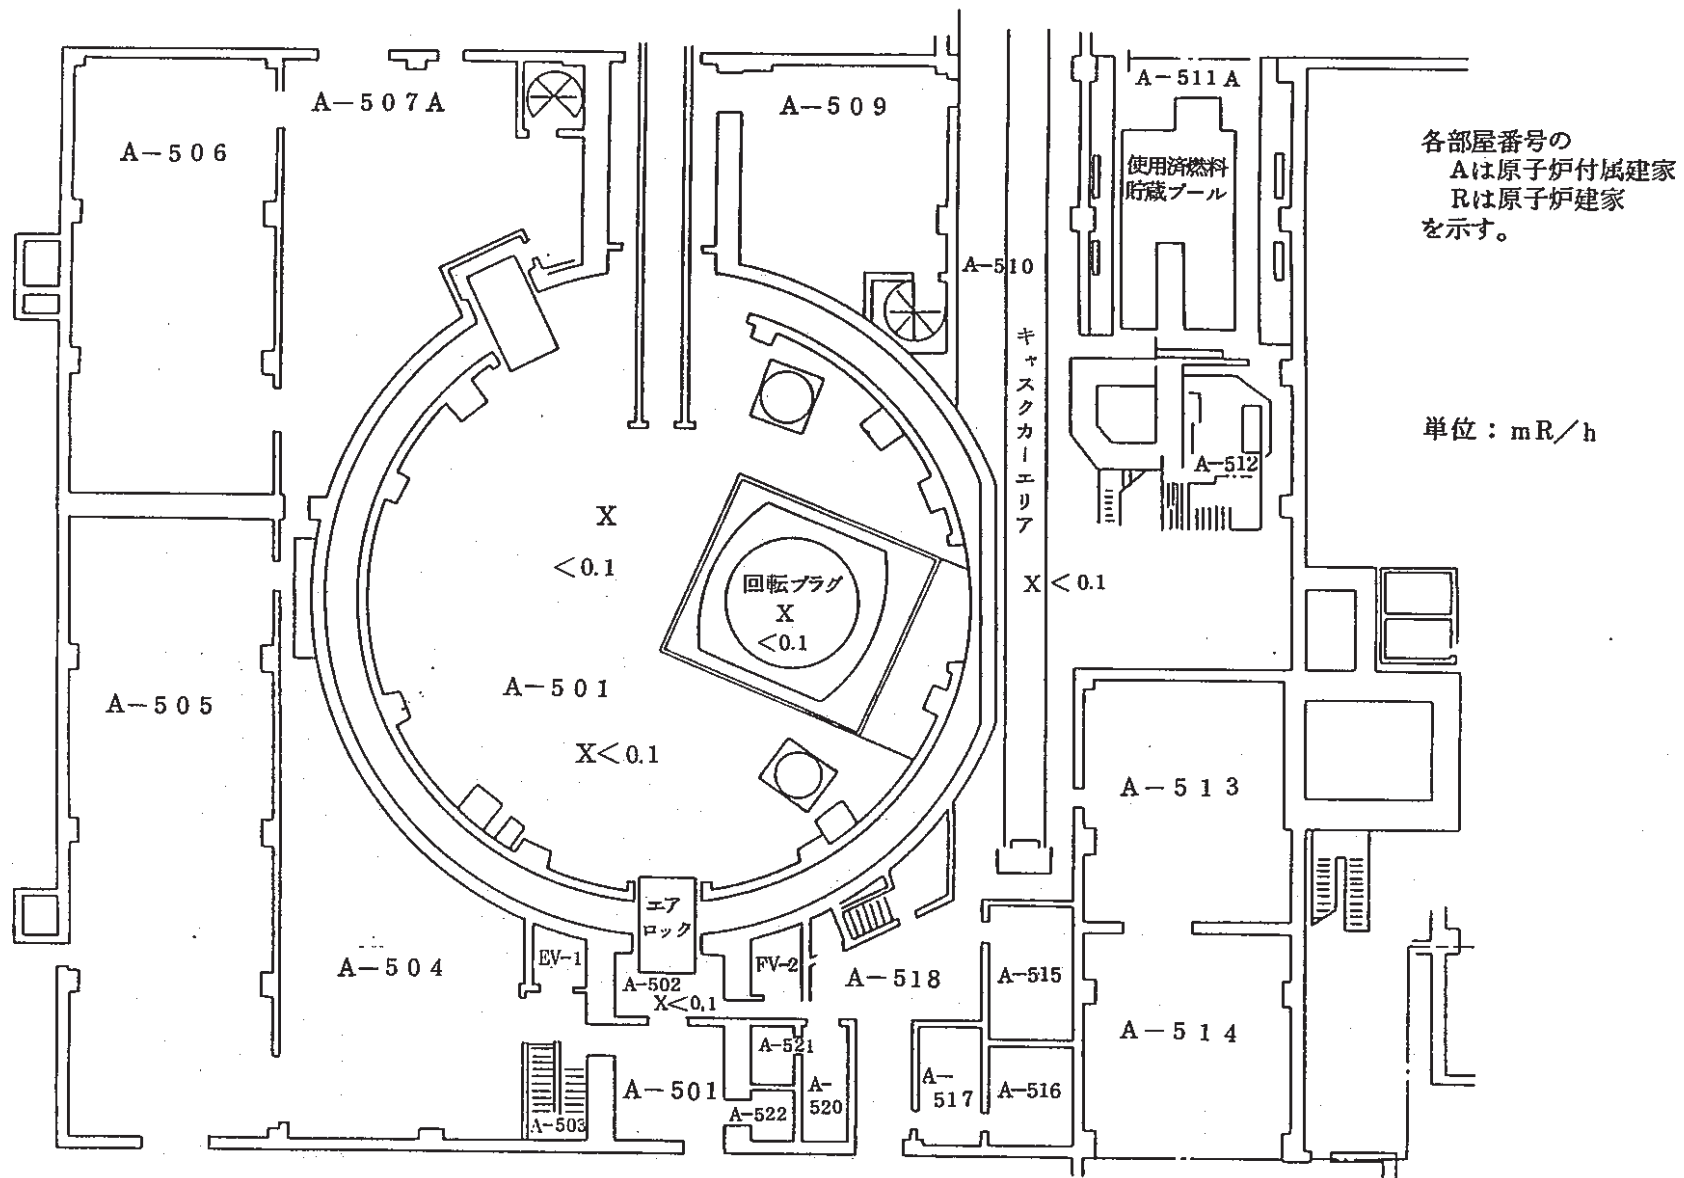 A-511A
A-507A
A-509
A-506
各部屋番号の
Aは原子炉付属建家
Rは原子炉建家
を示す。
使用済燃料
貯蔵プール
A-510
キャスクカーエリア
単位：mR/h
A-512
X
<0.1
回転プラグ
X
<0.1
X<0.1
A-501
A-505
X<0.1
A-513
エア
ロック
EV-1
FV-2
A-504
A-502
X<0.1
A-518
A-515
A-514
A-521
A-501
A-
520
A-
517
A-516
A-522
A-503